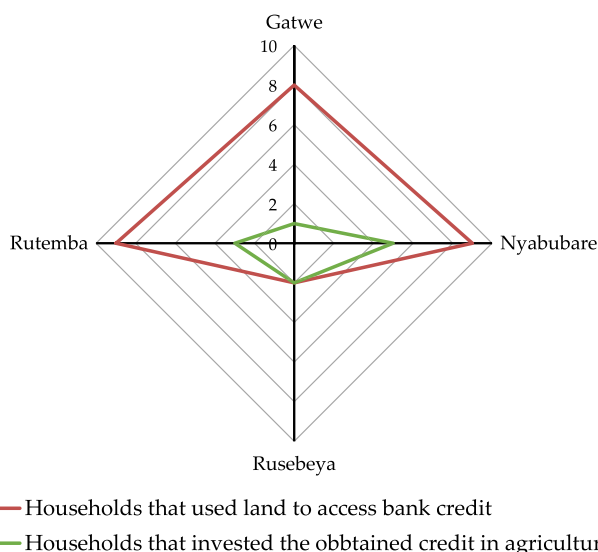 Gatwe
10
8
6
4
2
0
Rutemba
Nyabubare
Rusebeya
Households that used land to access bank credit
Households that invested the obbtained credit in agricultur